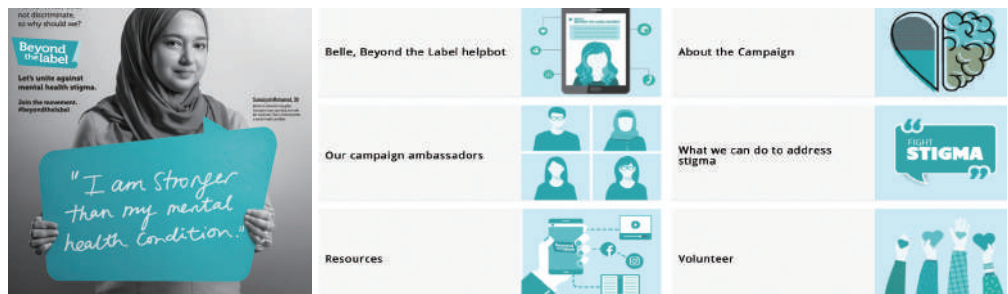 not discriminate,
so why should we?
Beyond
the label
Let's unite against
mental health stigma.
Join the movement.
#beyondthelabel
"I am stronger
than my mental
health condition."
Belle, Beyond the Label helpbot
About the Campaign
Our campaign ambassadors
What we can do to address
stigma
FIGHT
STIGMA
Resources
Volunteer